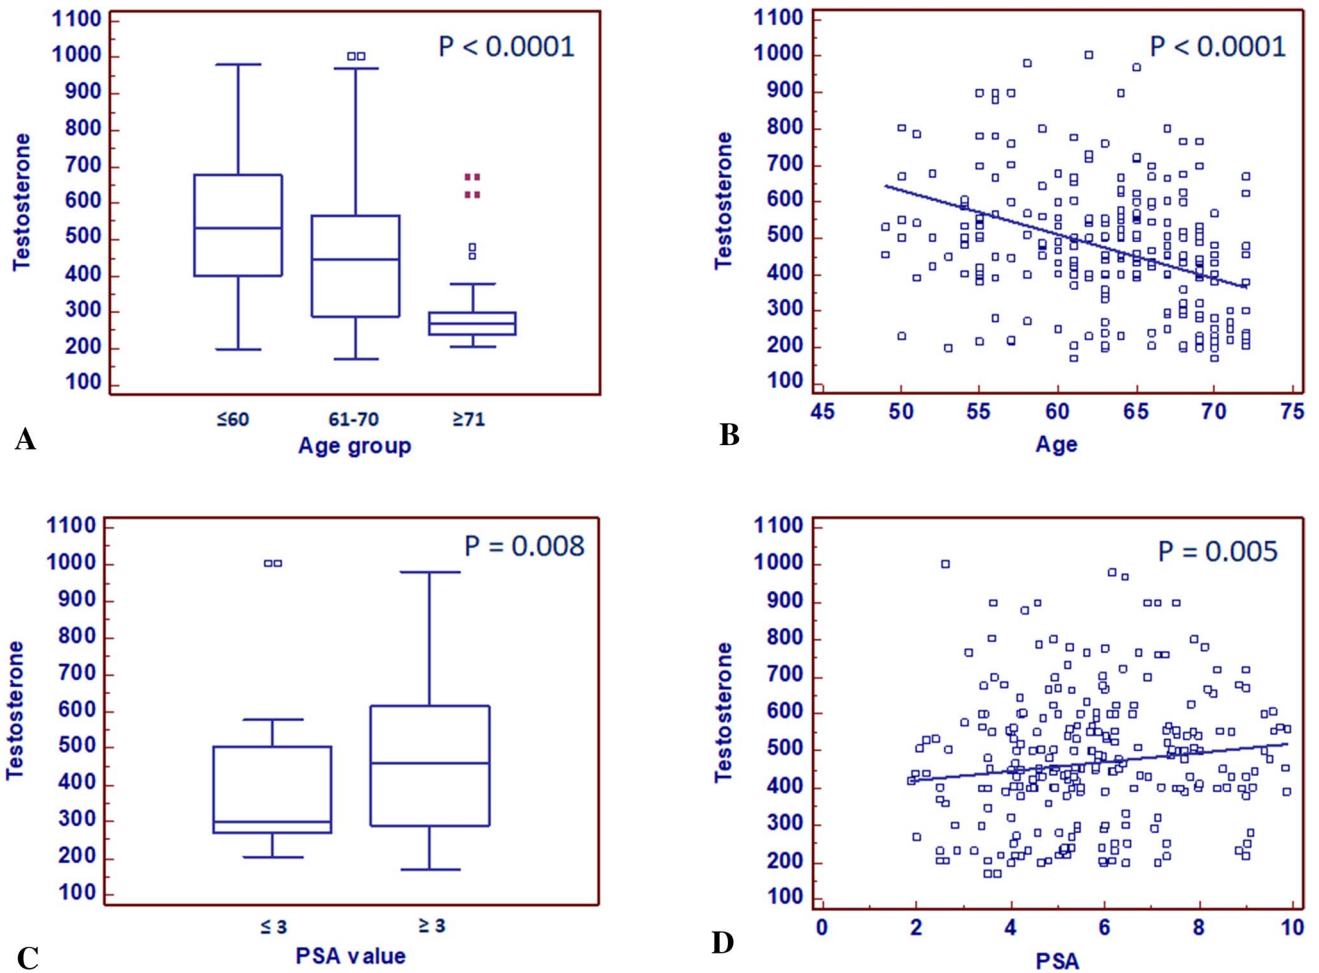 1100
1000
900
800
700
600
500
400
300
200
100
Testosterone
P < 0.0001
≤60 61-70 ≥71
Age group
A
1100
1000
900
800
700
600
500
400
300
200
100
Testosterone
P < 0.0001
45 50 55 60 65 70 75
Age
B
1100
1000
900
800
700
600
500
400
300
200
100
Testosterone
P = 0.008
≤ 3 ≥ 3
PSA value
C
1100
1000
900
800
700
600
500
400
300
200
100
Testosterone
P = 0.005
0 2 4 6 8 10
PSA
D